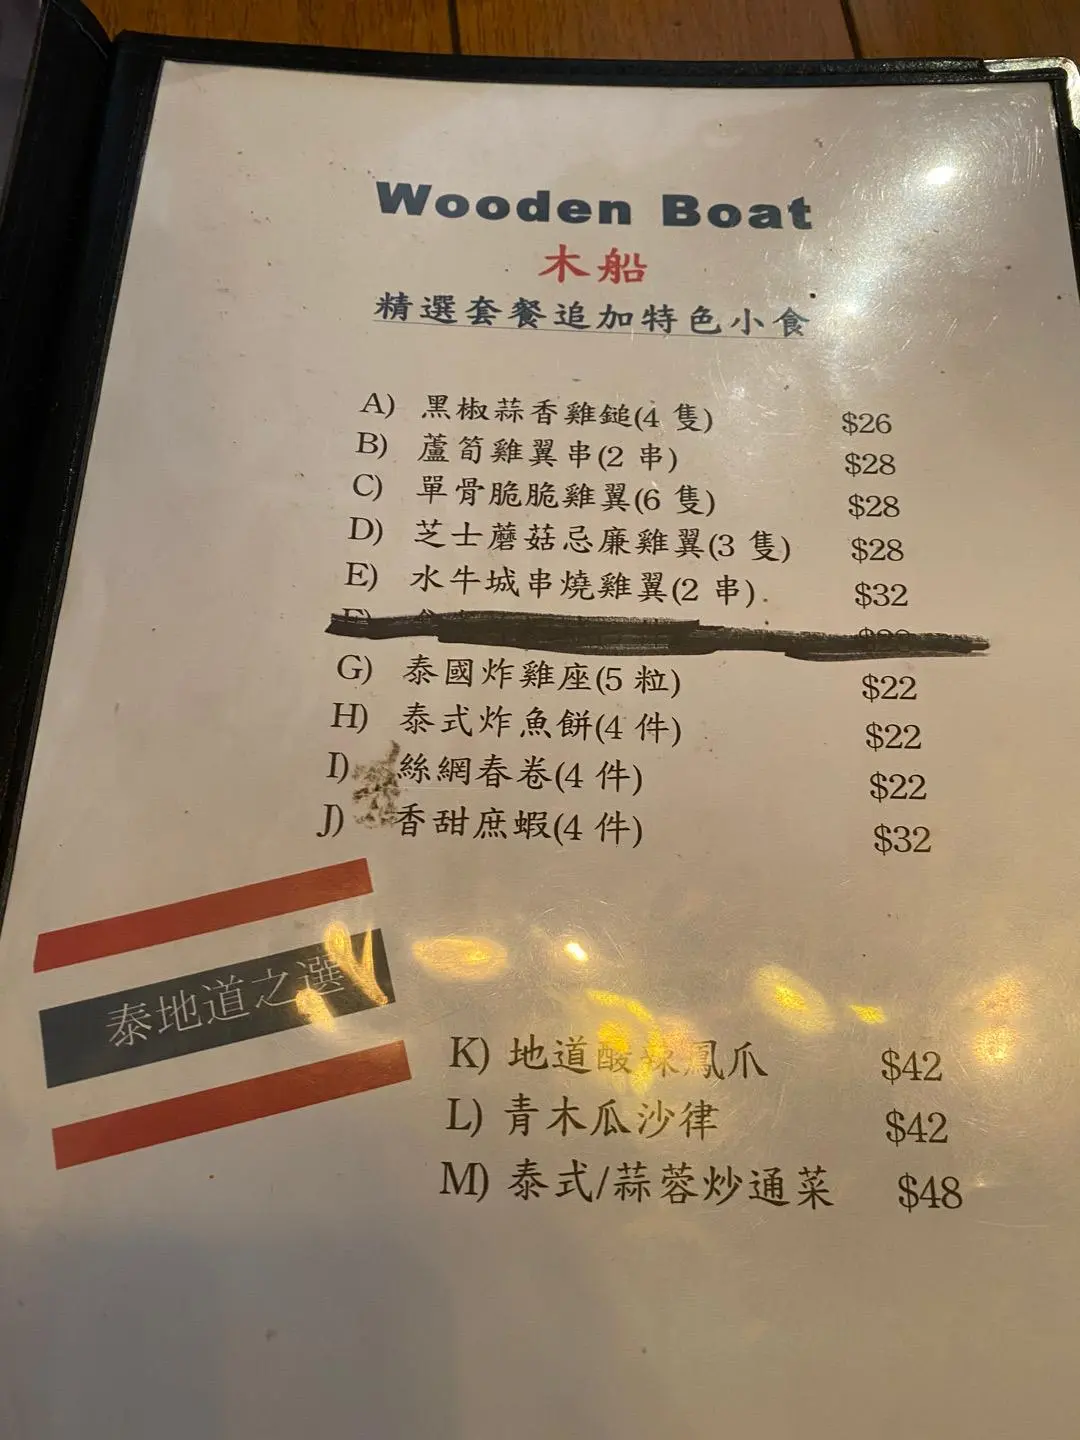 Wooden Boat
木船
精選套餐追加特色小食
A) 黑椒蒜香雞鎚(4 隻) $26
B) 蘆筍雞翼串(2 串) $28
C) 單骨脆脆雞翼(6 隻) $28
D) 芝士蘑菇忌廉雞翼(3 隻) $28
E) 水牛城串燒雞翼(2 串) $32
F)
G) 泰國炸雞座(5 粒) $22
H) 泰式炸魚餅(4 件) $22
I) 絲網春卷(4 件) $22
J) 香甜庶蝦(4 件) $32
泰地道之選
K) 地道酸辣鳳爪 $42
L) 青木瓜沙律 $42
M) 泰式/蒜蓉炒通菜 $48